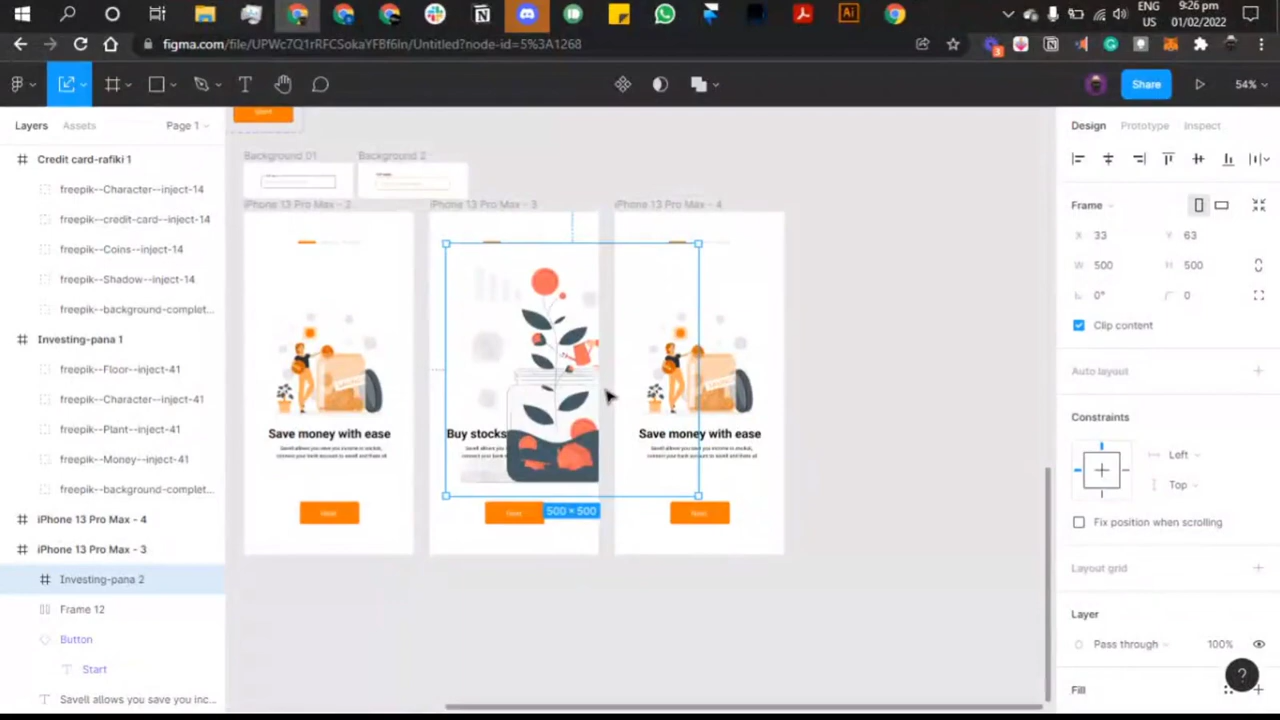 9:26 pm
ENG
US
01/02/2022
figma.com/file/UPWc7Q1rRFCSokaYFBf6ln/Untitled?node-id=5%3A1268
3
Share
54%
Layers
Assets
Page 1
Start
Design
Prototype
Inspect
Credit card-rafiki 1
freepik--Character--inject-14
freepik--credit-card--inject-14
freepik--Coins--inject-14
freepik--Shadow--inject-14
freepik--background-complet...
Investing-pana 1
freepik--Floor--inject-41
freepik--Character--inject-41
freepik--Plant--inject-41
freepik--Money--inject-41
freepik--background-complet...
iPhone 13 Pro Max - 4
iPhone 13 Pro Max - 3
Investing-pana 2
Frame 12
Button
Start
Savell allows you save you inc...
Background 01
Background 2
iPhone 13 Pro Max - 2
iPhone 13 Pro Max - 3
iPhone 13 Pro Max - 4
Save money with ease
Buy stocks
Save money with ease
Next
Next
Next
500 × 500
Frame
X 33
Y 63
W 500
H 500
0°
0
Clip content
Auto layout
Constraints
Left
Top
Fix position when scrolling
Layout grid
Layer
Pass through
100%
Fill
?